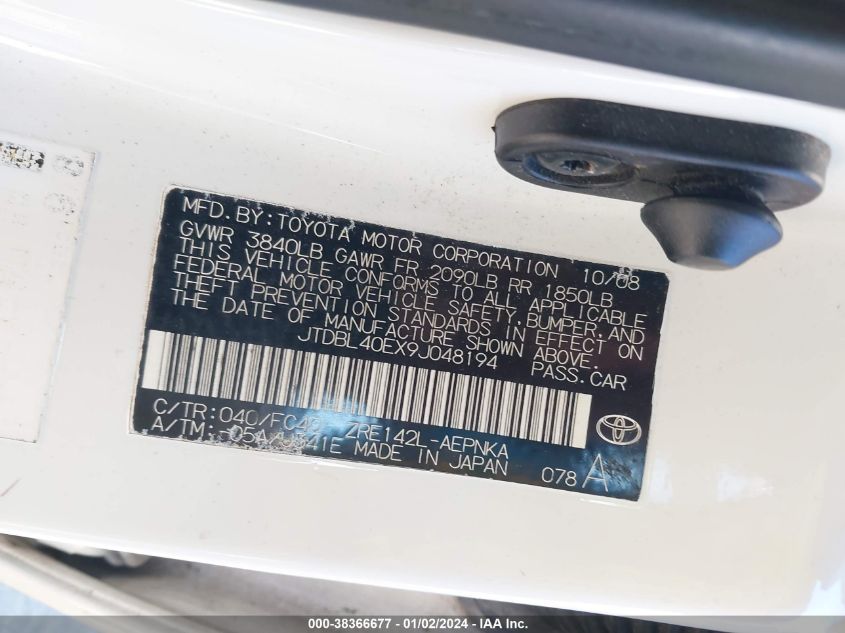 MFD. BY: TOYOTA MOTOR CORPORATION 10/08
GVWR 3840LB GAWR FR 2090LB RR 1850LB
THIS VEHICLE CONFORMS TO ALL APPLICABLE
FEDERAL MOTOR VEHICLE SAFETY, BUMPER, AND
THEFT PREVENTION STANDARDS IN EFFECT ON
THE DATE OF MANUFACTURE SHOWN ABOVE.
JTDBL40EX9J048194 PASS. CAR
C/TR: 040/ ZRE142L-AEPNKA
A/TM: MADE IN JAPAN 078 A
000-38366677 - 01/02/2024 - IAA Inc.